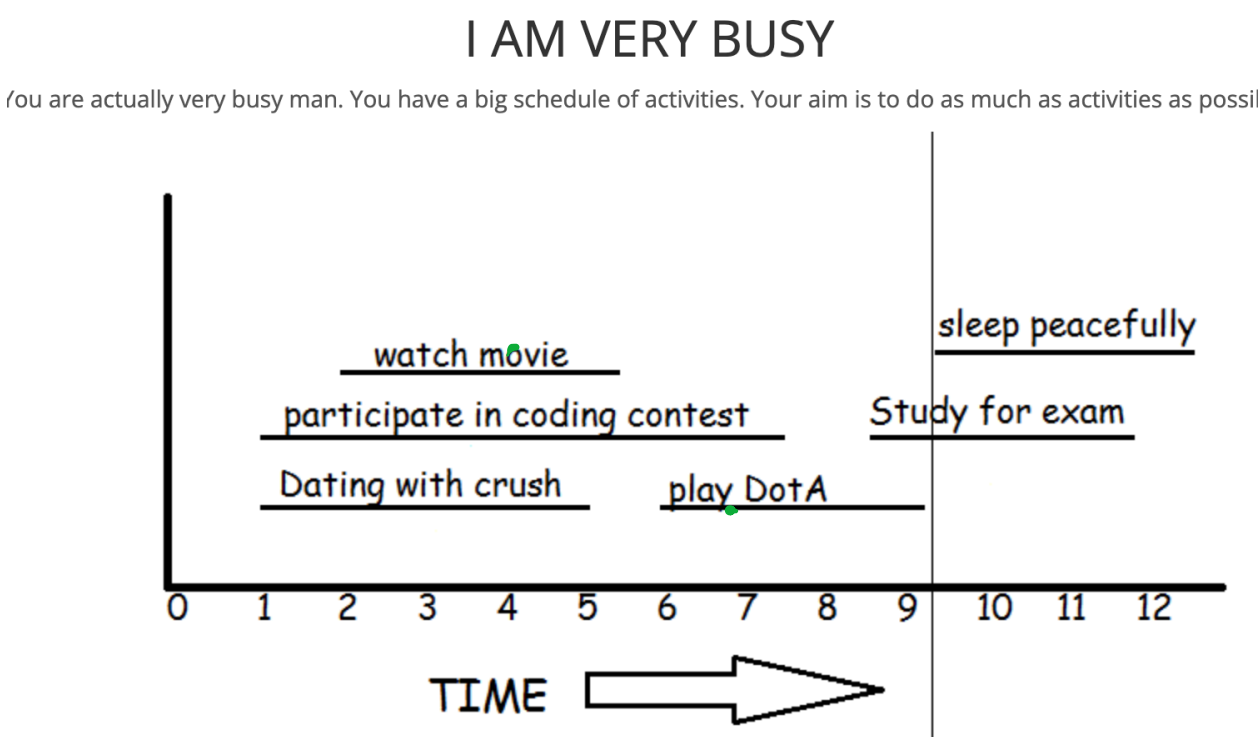 I AM VERY BUSY
You are actually very busy man. You have a big schedule of activities. Your aim is to do as much as activities as
sleep peacefully
watch movie
participate in coding contest
Study for exam
Dating with crush
play DotA
0 1 2 3 4 5 6 7 8 9 10 11 12
TIME